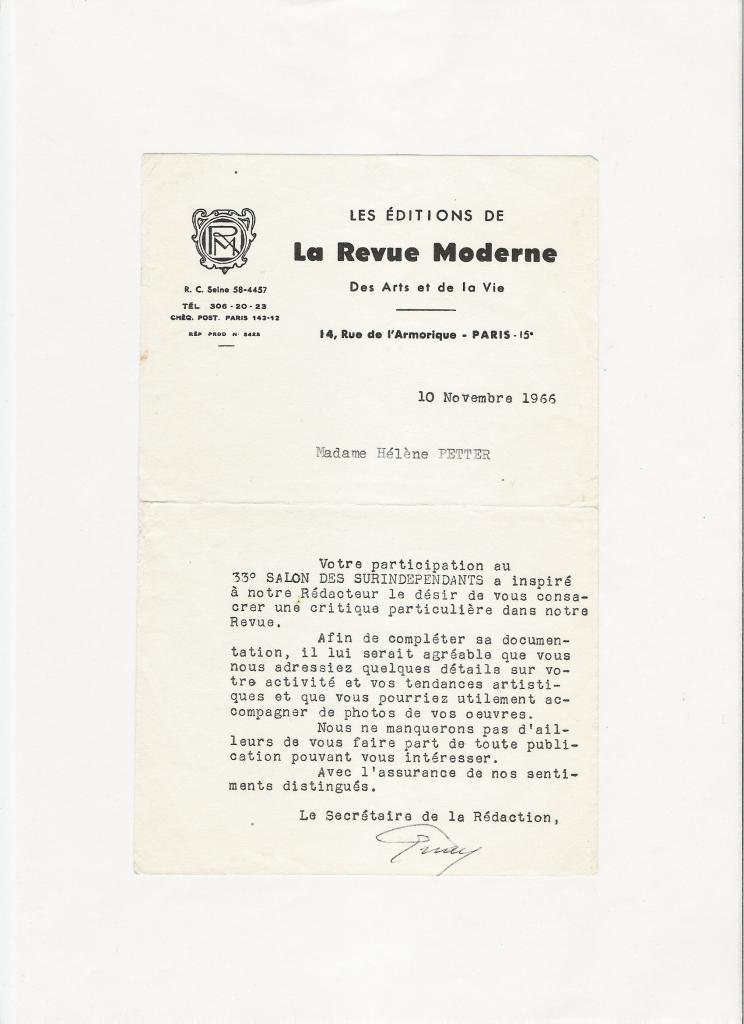 LES ÉDITIONS DE
La Revue Moderne
Des Arts et de la Vie
14, Rue de l'Armorique - PARIS-15e
RM
R. C. Seine 58-4457
TÉL. 306-20-23
CHÈQ. POST. PARIS 142-12
RÉP PROD N° 5425
10 Novembre 1966
Madame Hélène PETTER
Votre participation au
33° SALON DES SURINDEPENDANTS a inspiré
à notre Rédacteur le désir de vous consa-
crer une critique particulière dans notre
Revue.
Afin de compléter sa documen-
tation, il lui serait agréable que vous
nous adressiez quelques détails sur vo-
tre activité et vos tendances artisti-
ques et que vous pourriez utilement ac-
compagner de photos de vos oeuvres.
Nous ne manquerons pas d'ail-
leurs de vous faire part de toute publi-
cation pouvant vous intéresser.
Avec l'assurance de nos senti-
ments distingués.
Le Secrétaire de la Rédaction,